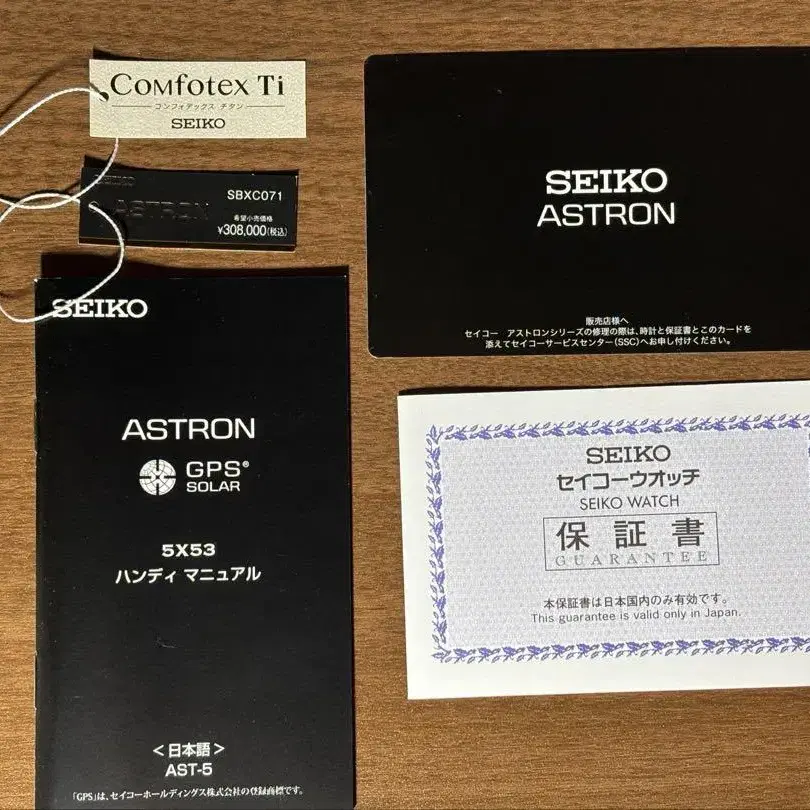 COMFOTEX Ti
コンフォテックス チタン
SEIKO
SEIKO
ASTRON
SBXC071
希望小売価格
¥308,000(税込)
SEIKO
ASTRON
GPS®
SOLAR
5X53
ハンディ マニュアル
<日本語>
AST-5
「GPS」は、セイコーホールディングス株式会社の登録商標です。
SEIKO
ASTRON
販売店様へ
セイコー アストロンシリーズの修理の際は、時計と保証書とこのカードを
添えてセイコーサービスセンター(SSC)へお申し付けください。
SEIKO
セイコーウオッチ
SEIKO WATCH
保証書
GUARANTEE
本保証書は日本国内のみ有効です。
This guarantee is valid only in Japan.